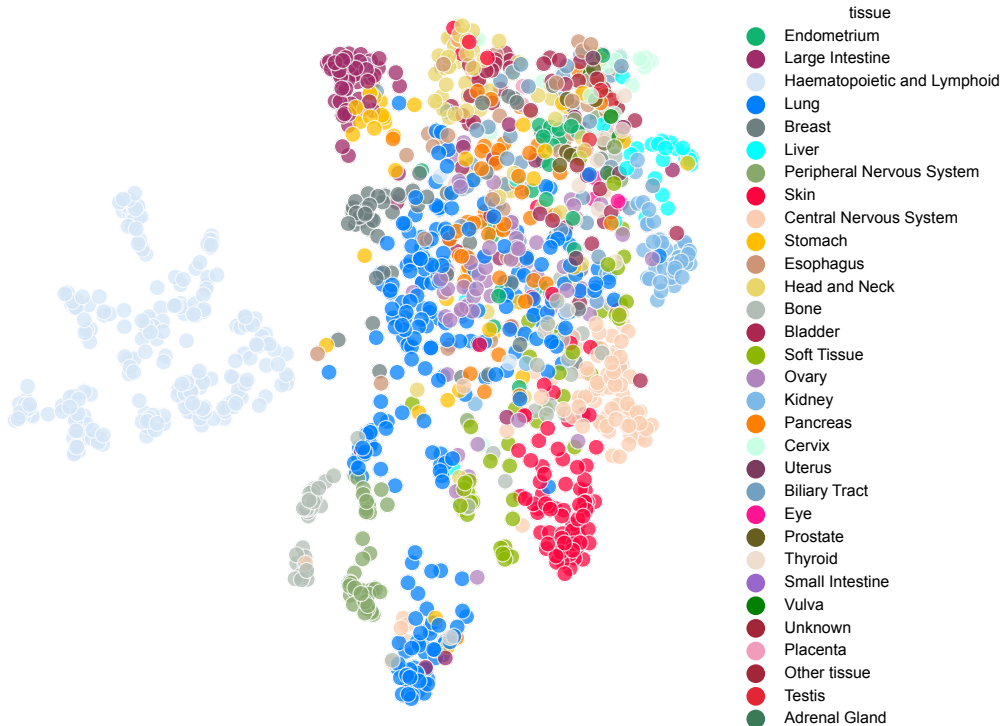 tissue
Endometrium
Large Intestine
Haematopoietic and Lymphoid
Lung
Breast
Liver
Peripheral Nervous System
Skin
Central Nervous System
Stomach
Esophagus
Head and Neck
Bone
Bladder
Soft Tissue
Ovary
Kidney
Pancreas
Cervix
Uterus
Biliary Tract
Eye
Prostate
Thyroid
Small Intestine
Vulva
Unknown
Placenta
Other tissue
Testis
Adrenal Gland